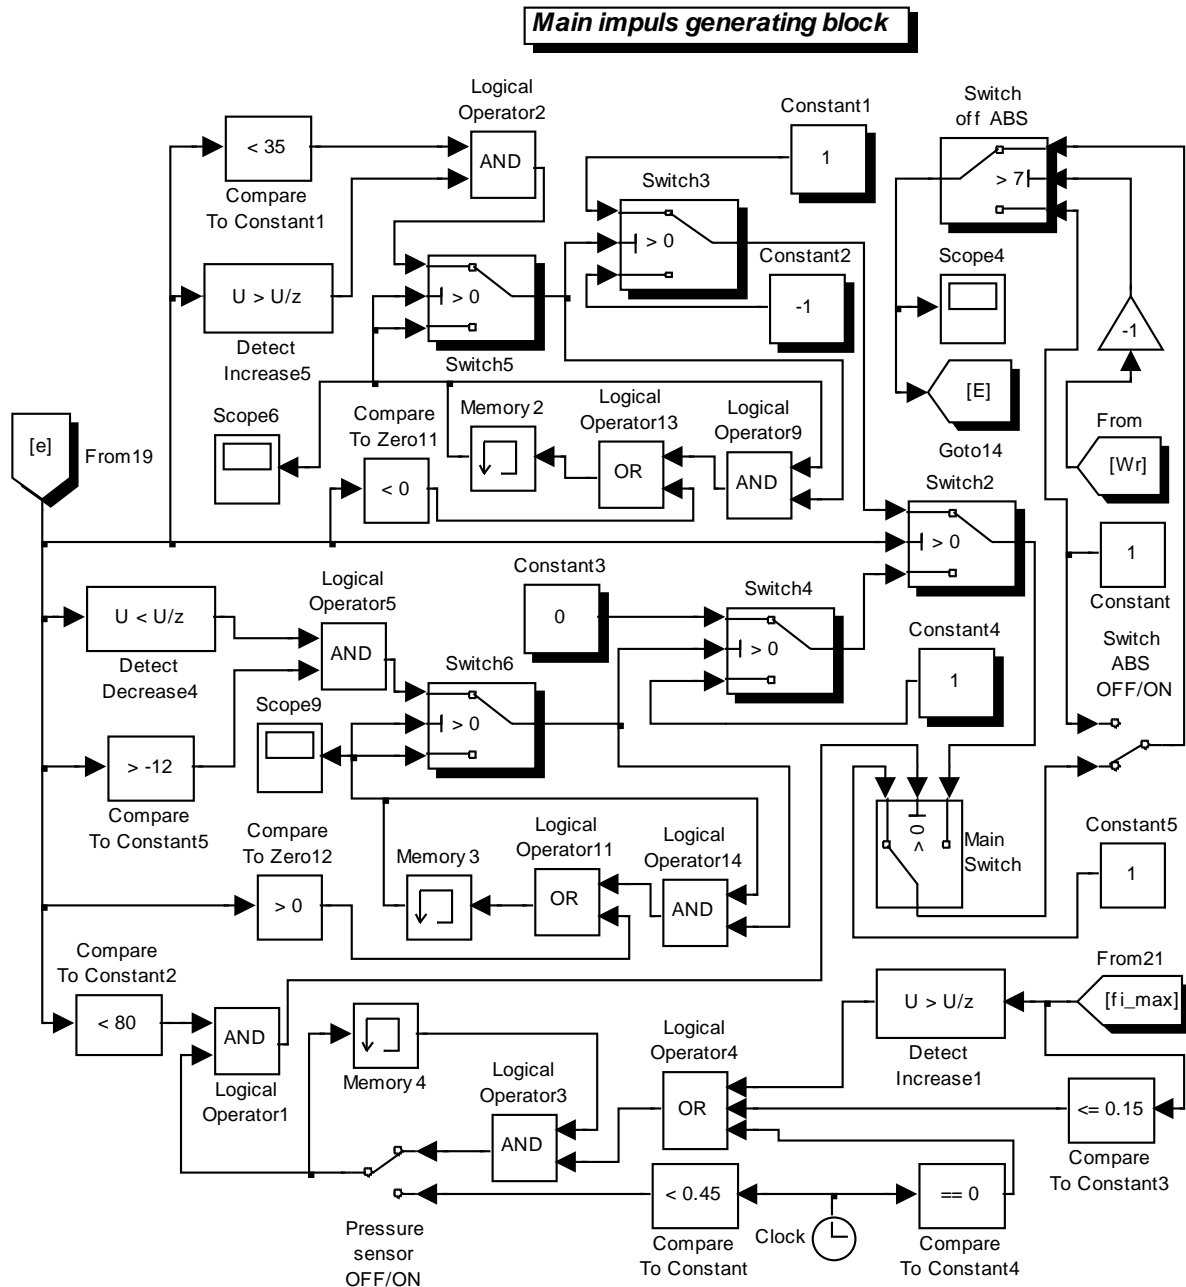 Main impuls generating block
Logical
Operator2
< 35
AND
Compare
To Constant1
Constant1
1
Switch
off ABS
> 7
Switch3
> 0
U > U/z
Detect
Increase5
> 0
Switch5
Constant2
-1
Scope4
-1
[E]
Goto14
From
[Wr]
[e]
From19
Scope6
Compare
To Zero11
< 0
Memory 2
Logical
Operator13
OR
Logical
Operator9
AND
Switch2
> 0
Constant3
0
Switch4
> 0
1
Constant
Logical
Operator5
U < U/z
AND
Detect
Decrease4
Switch6
> 0
Constant4
1
Switch
ABS
OFF/ON
Scope9
> -12
Compare
To Constant5
> 0
Main
Switch
Constant5
1
Compare
To Zero12
> 0
Memory 3
Logical
Operator11
OR
Logical
Operator14
AND
Compare
To Constant2
< 80
AND
Logical
Operator1
Memory 4
Logical
Operator3
AND
Logical
Operator4
OR
U > U/z
Detect
Increase1
From21
[fi_max]
<= 0.15
Compare
To Constant3
Pressure
sensor
OFF/ON
< 0.45
Compare
To Constant
Clock
== 0
Compare
To Constant4